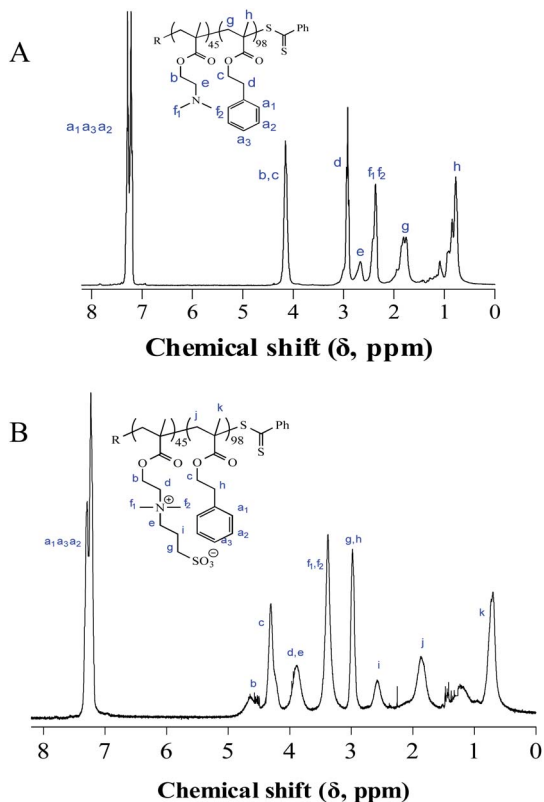 A
R
45
98
S
Ph
S
g
h
O
O
O
O
b
e
N
f1
f2
c
d
a1
a2
a3
a1a3a2
b,c
d
e
f1f2
g
h
8 7 6 5 4 3 2 1 0
Chemical shift (δ, ppm)
B
R
45
98
S
Ph
S
j
k
O
O
O
O
b
d
f1
N
⊕
f2
e
i
g
SO3
⊖
c
h
a1
a2
a3
a1a3a2
b
c
d,e
f1,f2
g,h
i
j
k
8 7 6 5 4 3 2 1 0
Chemical shift (δ, ppm)